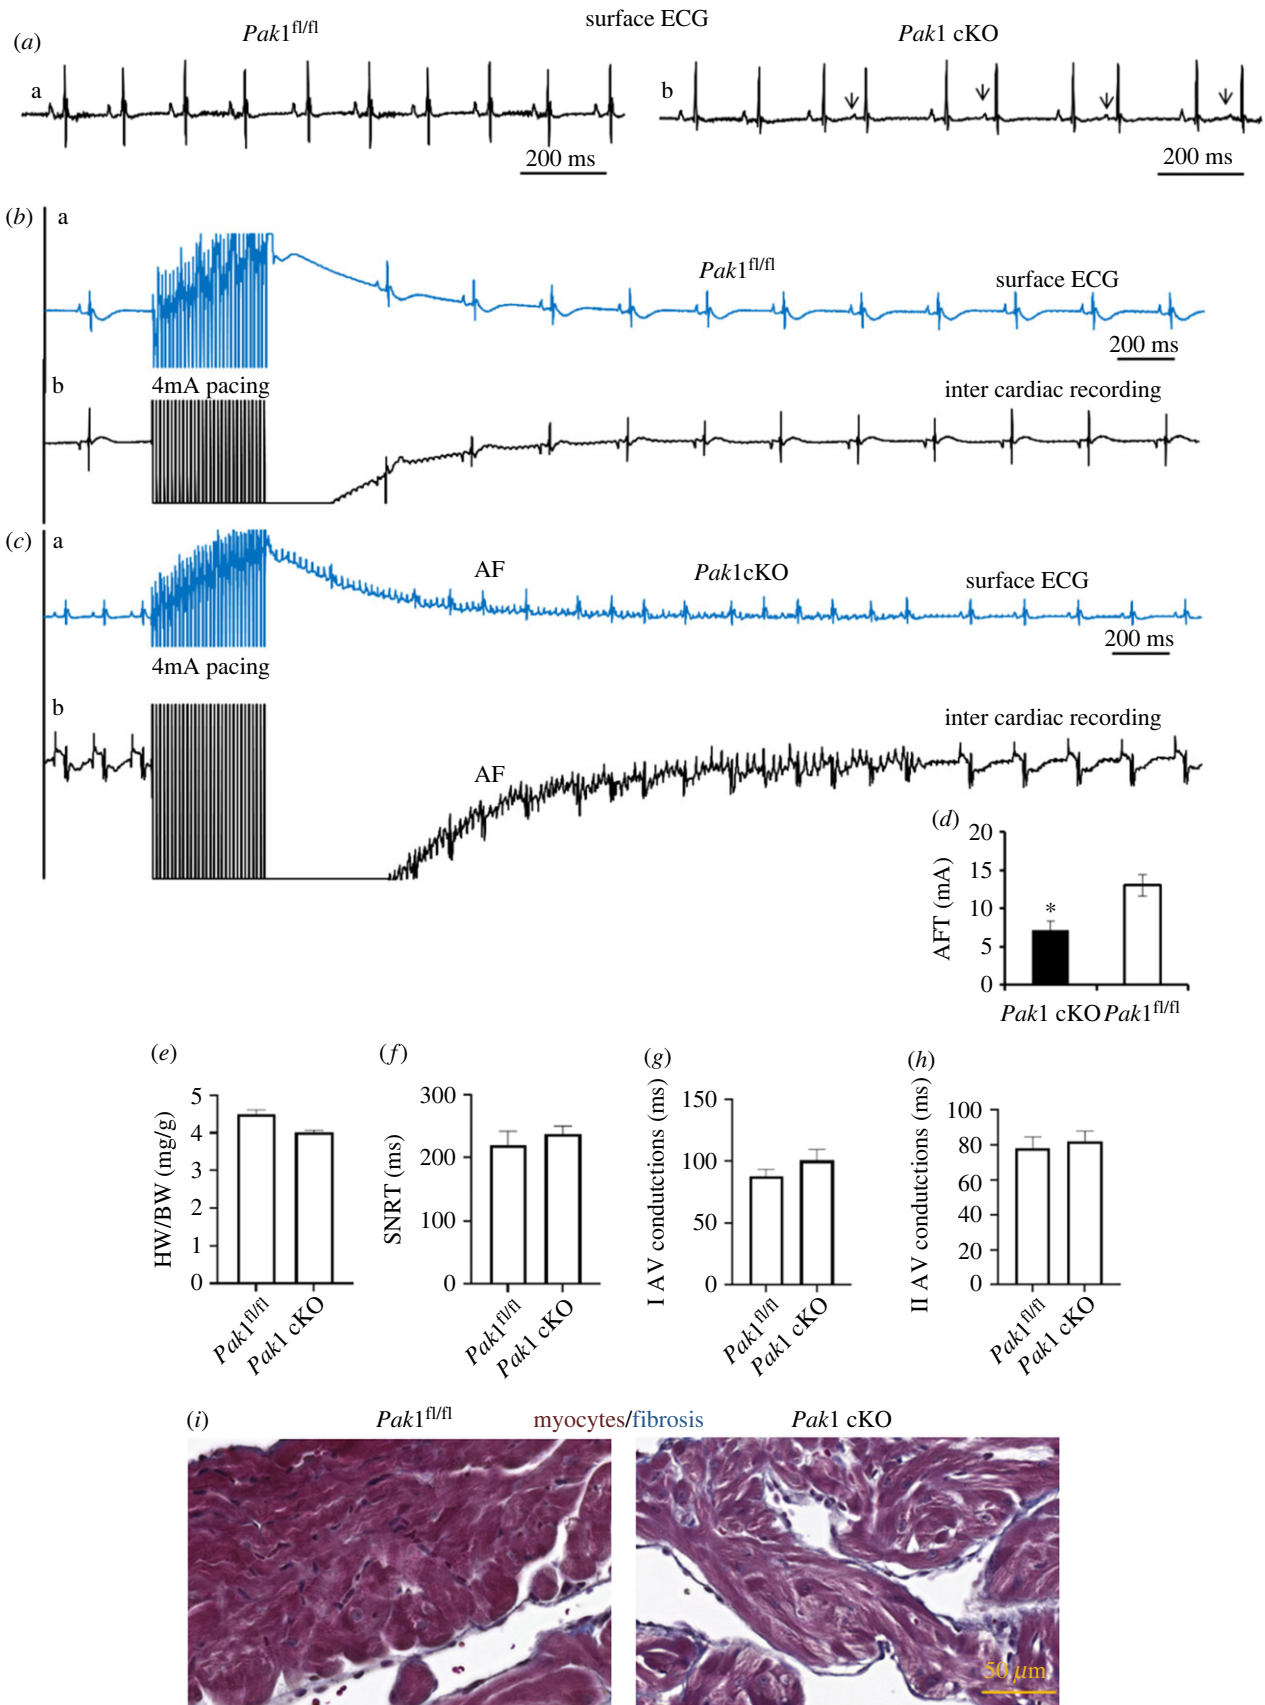 surface ECG
(a) Pak1fl/fl Pak1 cKO
a b
200 ms 200 ms
(b) a
Pak1fl/fl surface ECG
200 ms
b 4mA pacing inter cardiac recording
(c) a
AF Pak1cKO surface ECG
200 ms
4mA pacing
b inter cardiac recording
AF
(d)
20
15
10
5
0
AFT (mA)
*
Pak1 cKO Pak1fl/fl
(e)
5
4
3
2
1
0
HW/BW (mg/g)
Pak1fl/fl
Pak1 cKO
(f)
300
200
100
0
SNRT (ms)
Pak1fl/fl
Pak1 cKO
(g)
150
100
50
0
I AV condutctions (ms)
Pak1fl/fl
Pak1 cKO
(h)
100
80
60
40
20
0
II AV condutctions (ms)
Pak1fl/fl
Pak1 cKO
(i) Pak1fl/fl myocytes/fibrosis Pak1 cKO
50 µm